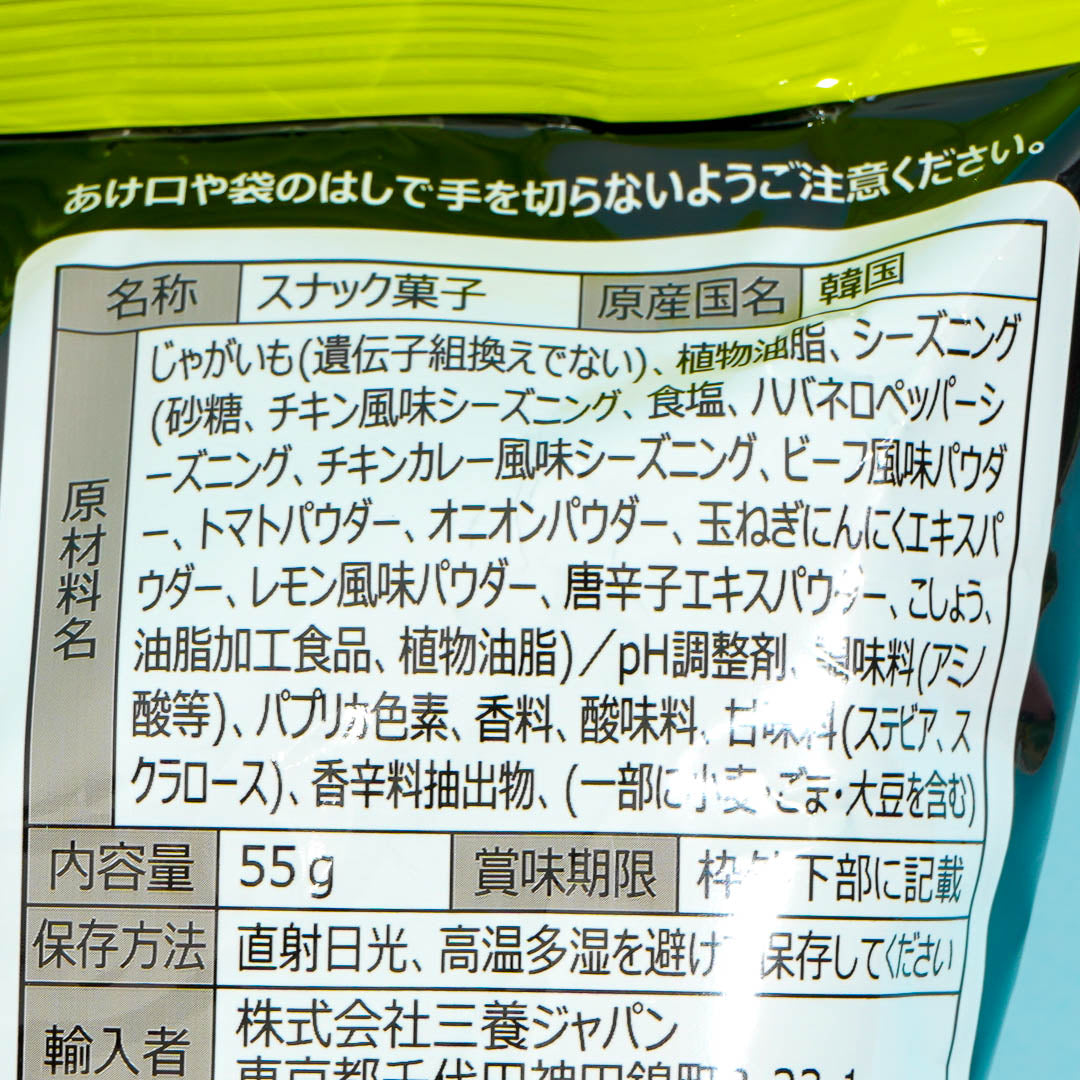 あけ口や袋のはしで手を切らないようご注意ください。
名称 スナック菓子 原産国名 韓国
原材料名
じゃがいも(遺伝子組換えでない)、植物油脂、シーズニング
(砂糖、チキン風味シーズニング、食塩、ハバネロペッパーシ
ーズニング、チキンカレー風味シーズニング、ビーフ風味パウダ
ー、トマトパウダー、オニオンパウダー、玉ねぎにんにくエキスパ
ウダー、レモン風味パウダー、唐辛子エキスパウダー、こしょう、
油脂加工食品、植物油脂)/pH調整剤、調味料(アミノ
酸等)、パプリカ色素、香料、酸味料、甘味料(ステビア、ス
クラロース)、香辛料抽出物、(一部に小麦・ごま・大豆を含む)
内容量 55g 賞味期限 枠外下部に記載
保存方法 直射日光、高温多湿を避けて保存してください
輸入者 株式会社三養ジャパン
東京都千代田神田錦町